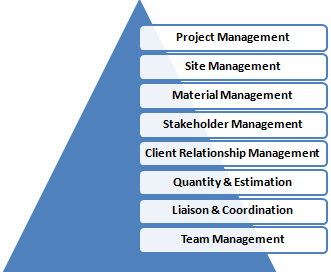 Project Management
Site Management
Material Management
Stakeholder Management
Client Relationship Management
Quantity & Estimation
Liaison & Coordination
Team Management